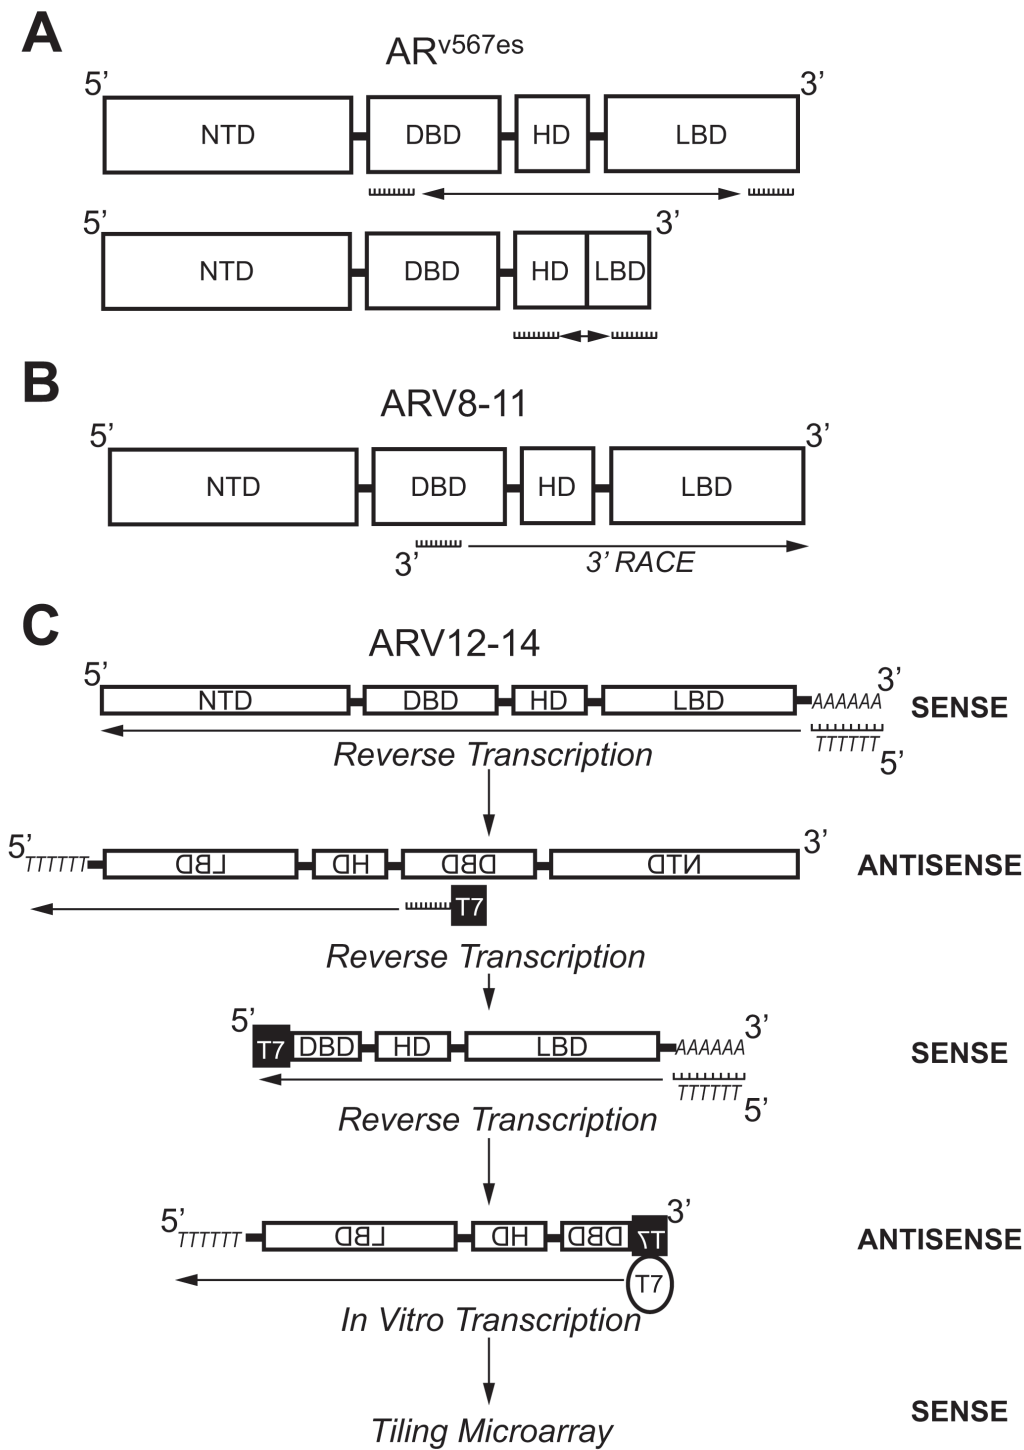 A
ARv567es
5’ 3’
NTD DBD HD LBD
5’ 3’
NTD DBD HD LBD
B
ARV8-11
5’ 3’
NTD DBD HD LBD
3’ 3’ RACE
C
ARV12-14
5’ 3’
NTD DBD HD LBD AAAAAA SENSE
TTTTTT 5’
Reverse Transcription
5’ 3’
TTTTTT LBD HD DBD NTD ANTISENSE
T7
Reverse Transcription
5’ 3’
T7 DBD HD LBD AAAAAA SENSE
TTTTTT 5’
Reverse Transcription
5’ 3’
TTTTTT LBD HD DBD T7 ANTISENSE
T7
In Vitro Transcription
SENSE
Tiling Microarray